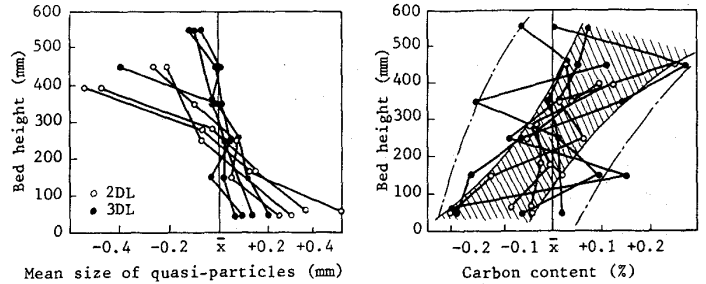 600
500
400
300
200
100
0
Bed height (mm)
2DL
3DL
-0.4 -0.2 x̄ +0.2 +0.4
Mean size of quasi-particles (mm)
600
500
400
300
200
100
0
Bed height (mm)
-0.2 -0.1 x̄ +0.1 +0.2
Carbon content (%)